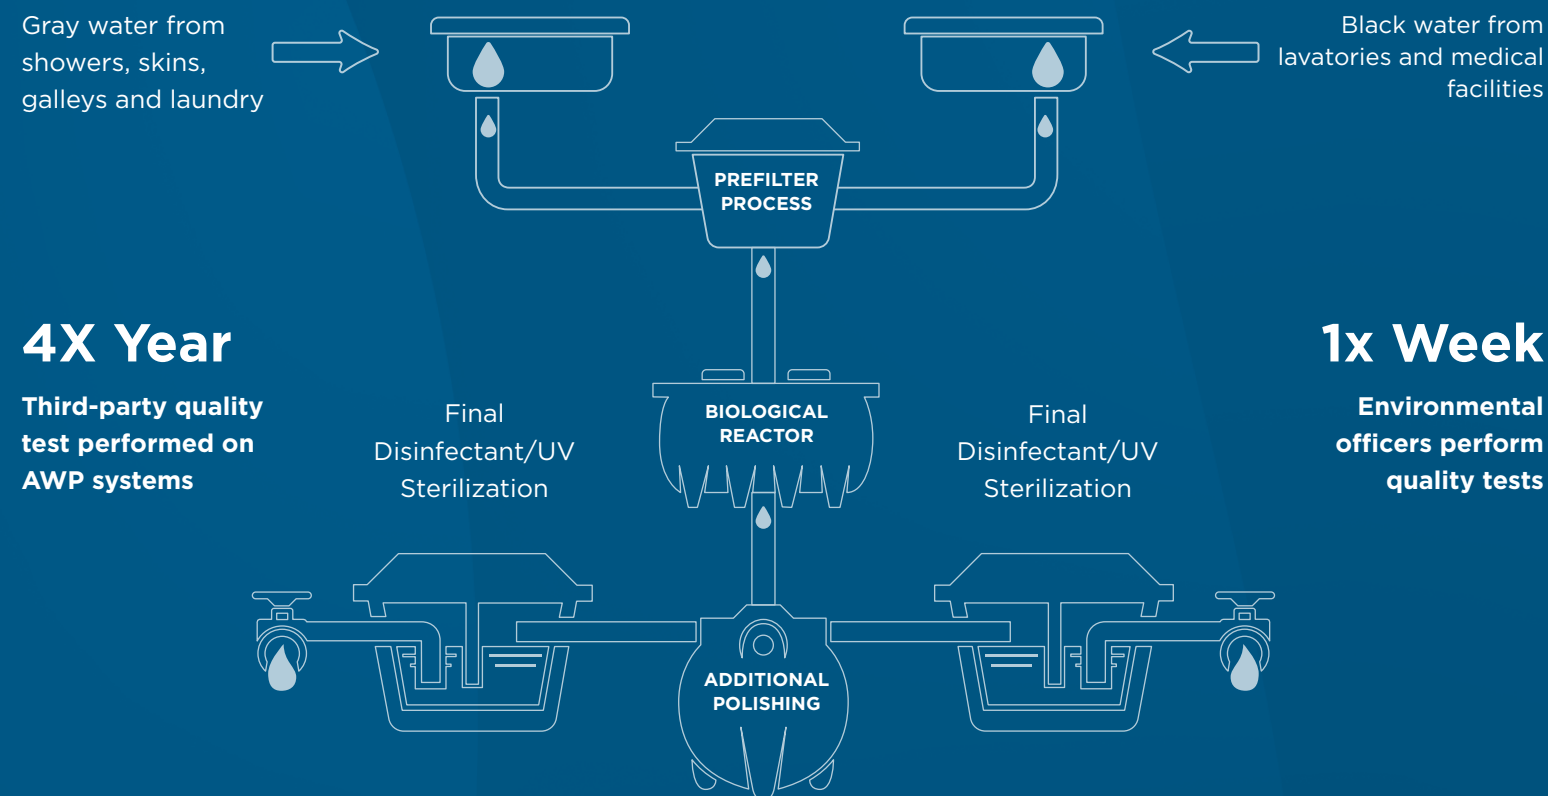 Gray water from
showers, skins,
galleys and laundry
Black water from
lavatories and medical
facilities
PREFILTER
PROCESS
4X Year
Third-party quality
test performed on
AWP systems
1x Week
Environmental
officers perform
quality tests
Final
Disinfectant/UV
Sterilization
BIOLOGICAL
REACTOR
Final
Disinfectant/UV
Sterilization
ADDITIONAL
POLISHING